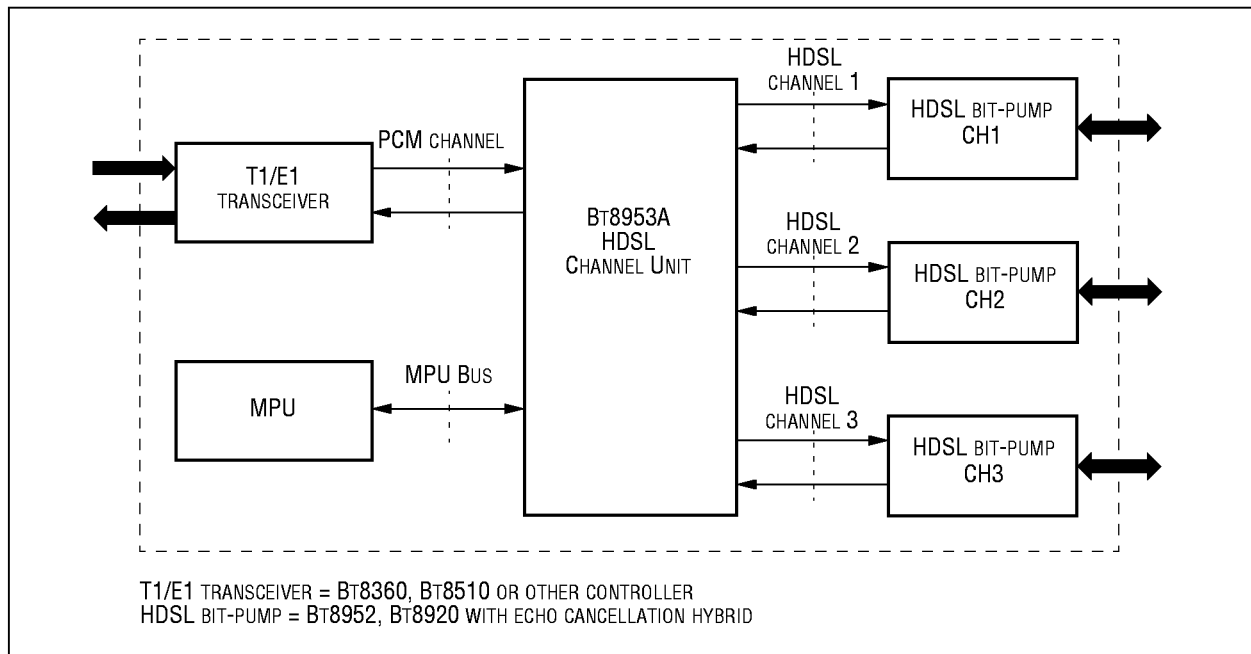 HDSL
CHANNEL 1
HDSL BIT-PUMP
CH1
PCM CHANNEL
T1/E1
TRANSCEIVER
BT8953A
HDSL
CHANNEL UNIT
HDSL
CHANNEL 2
HDSL BIT-PUMP
CH2
MPU BUS
MPU
HDSL
CHANNEL 3
HDSL BIT-PUMP
CH3
T1/E1 TRANSCEIVER = BT8360, BT8510 OR OTHER CONTROLLER
HDSL BIT-PUMP = BT8952, BT8920 WITH ECHO CANCELLATION HYBRID